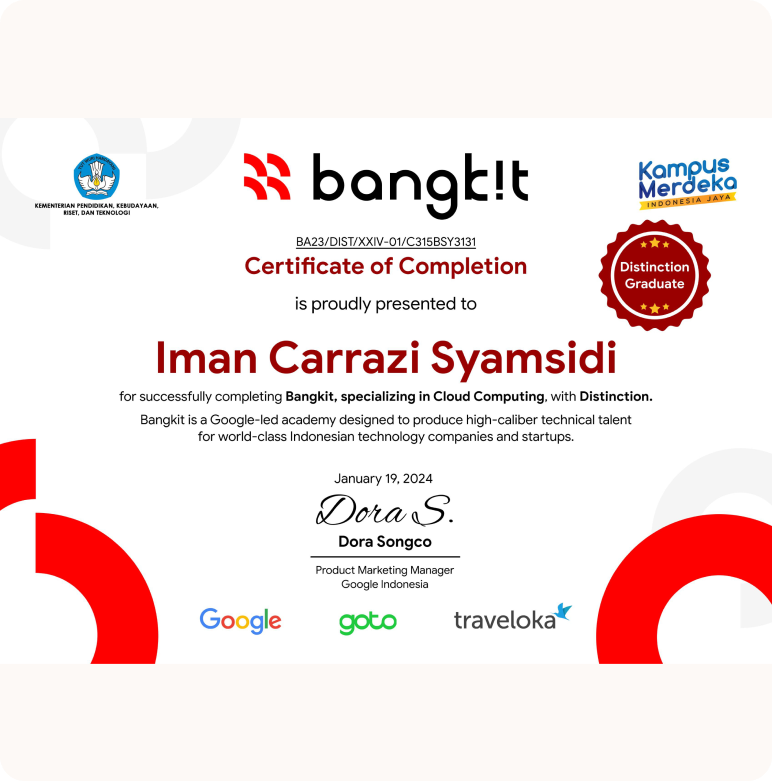 bangk!t
KEMENTERIAN PENDIDIKAN, KEBUDAYAAN,
RISET, DAN TEKNOLOGI
Kampus
Merdeka
INDONESIA JAYA
BA23/DIST/XXIV-01/C315BSY3131
Certificate of Completion
Distinction
Graduate
is proudly presented to
Iman Carrazi Syamsidi
for successfully completing Bangkit, specializing in Cloud Computing, with Distinction.
Bangkit is a Google-led academy designed to produce high-caliber technical talent
for world-class Indonesian technology companies and startups.
January 19, 2024
Dora S.
Dora Songco
Product Marketing Manager
Google Indonesia
Google
goto
traveloka